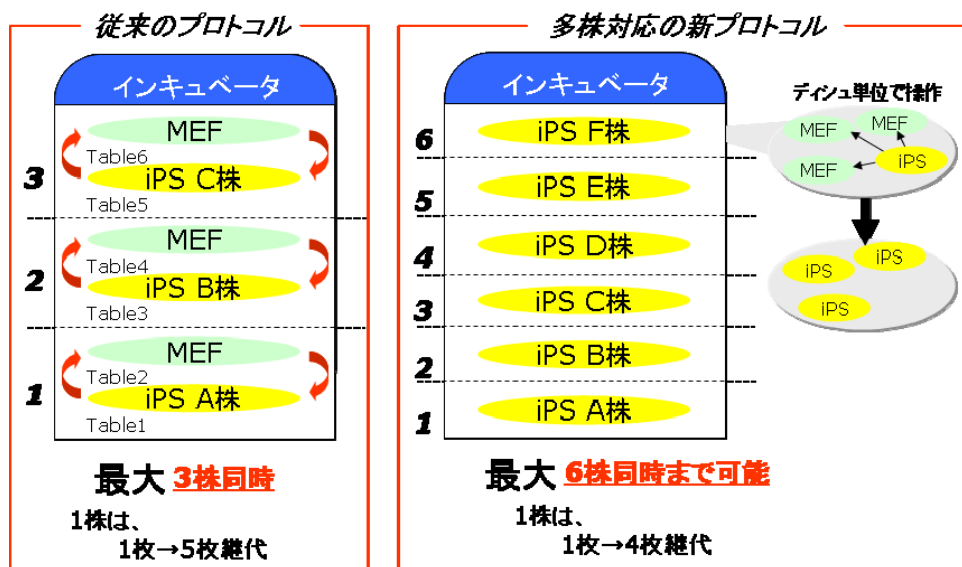 従来のプロトコル
インキュベータ
MEF
Table6
3
iPS C株
Table5
MEF
Table4
2
iPS B株
Table3
MEF
Table2
1
iPS A株
Table1
最大 3株同時
1株は、
1枚→5枚継代
多株対応の新プロトコル
インキュベータ
6
iPS F株
5
iPS E株
4
iPS D株
3
iPS C株
2
iPS B株
1
iPS A株
最大 6株同時まで可能
1株は、
1枚→4枚継代
ディシュ単位で操作
MEF
MEF
MEF
iPS
iPS
iPS
iPS